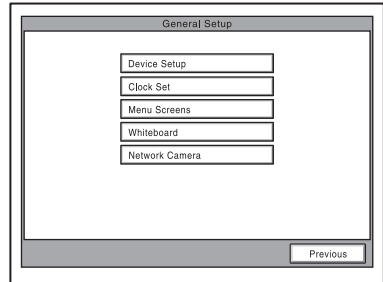 General Setup
Device Setup
Clock Set
Menu Screens
Whiteboard
Network Camera
Previous